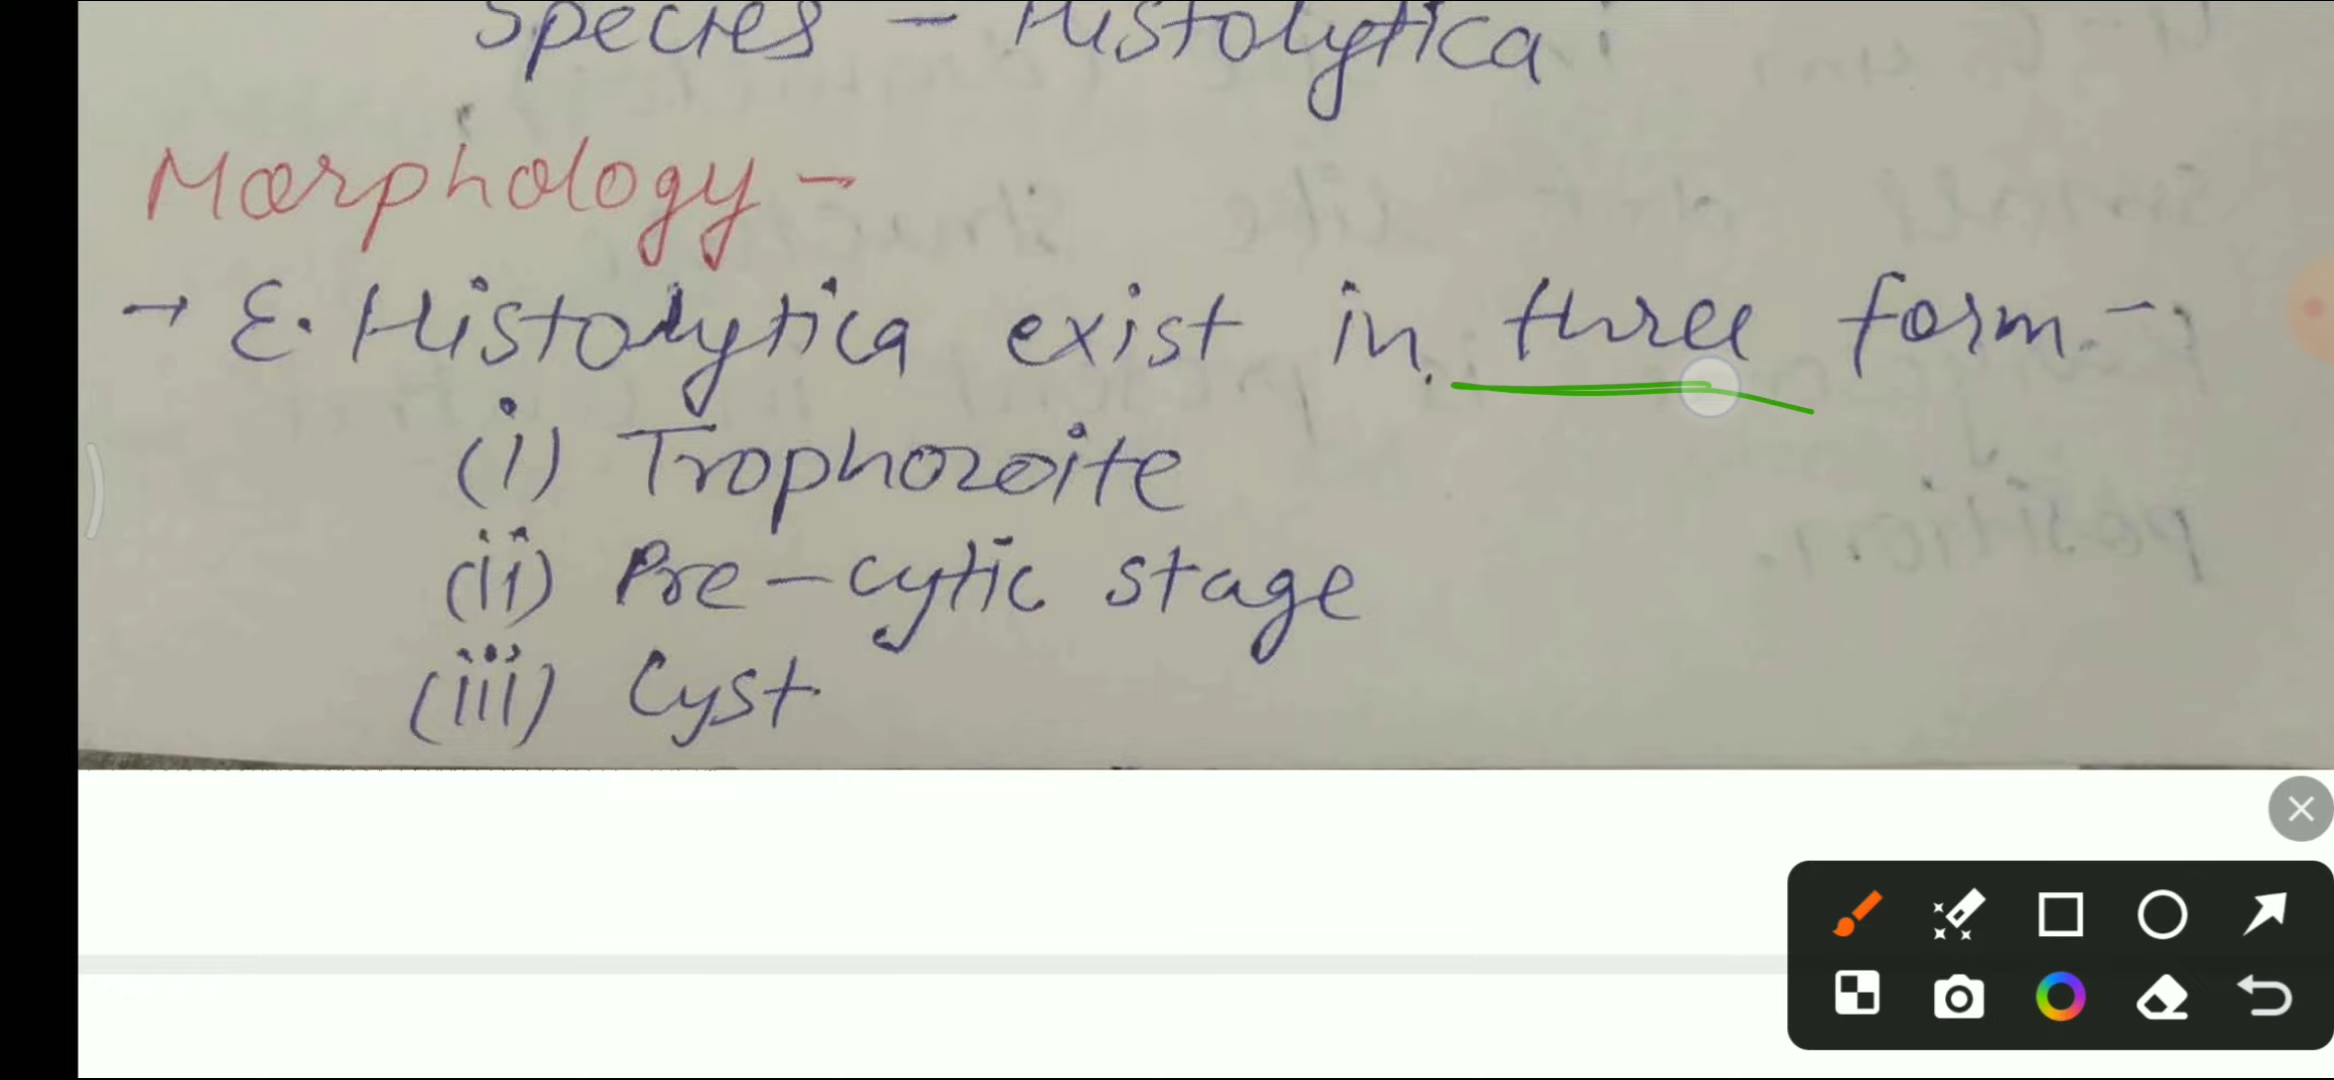 Species - Histolytica
Morphology -
→ E. Histolytica exist in three form -
(i) Trophozoite
(ii) Pre-cytic stage
(iii) Cyst